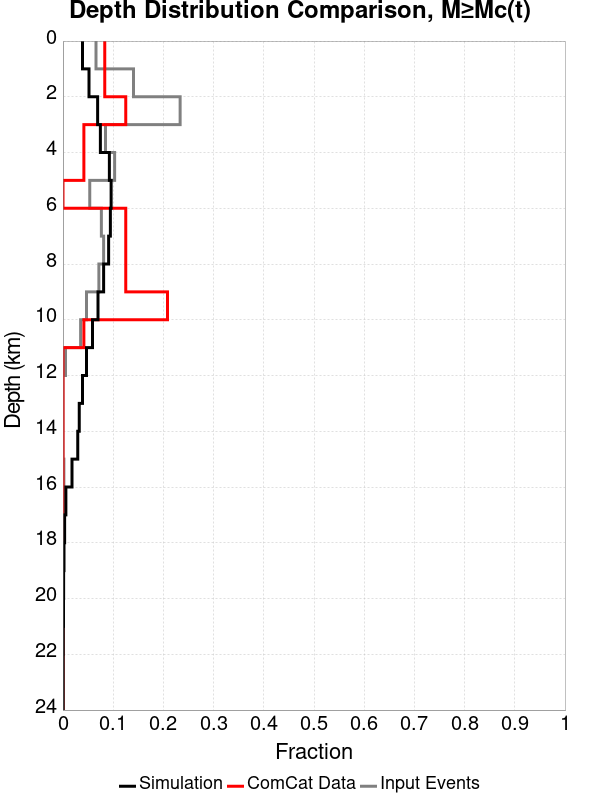 Depth Distribution Comparison, M≥Mc(t)
0
2
4
6
8
10
12
14
16
18
20
22
24
Depth (km)
0 0.1 0.2 0.3 0.4 0.5 0.6 0.7 0.8 0.9 1
Fraction
Simulation ComCat Data Input Events